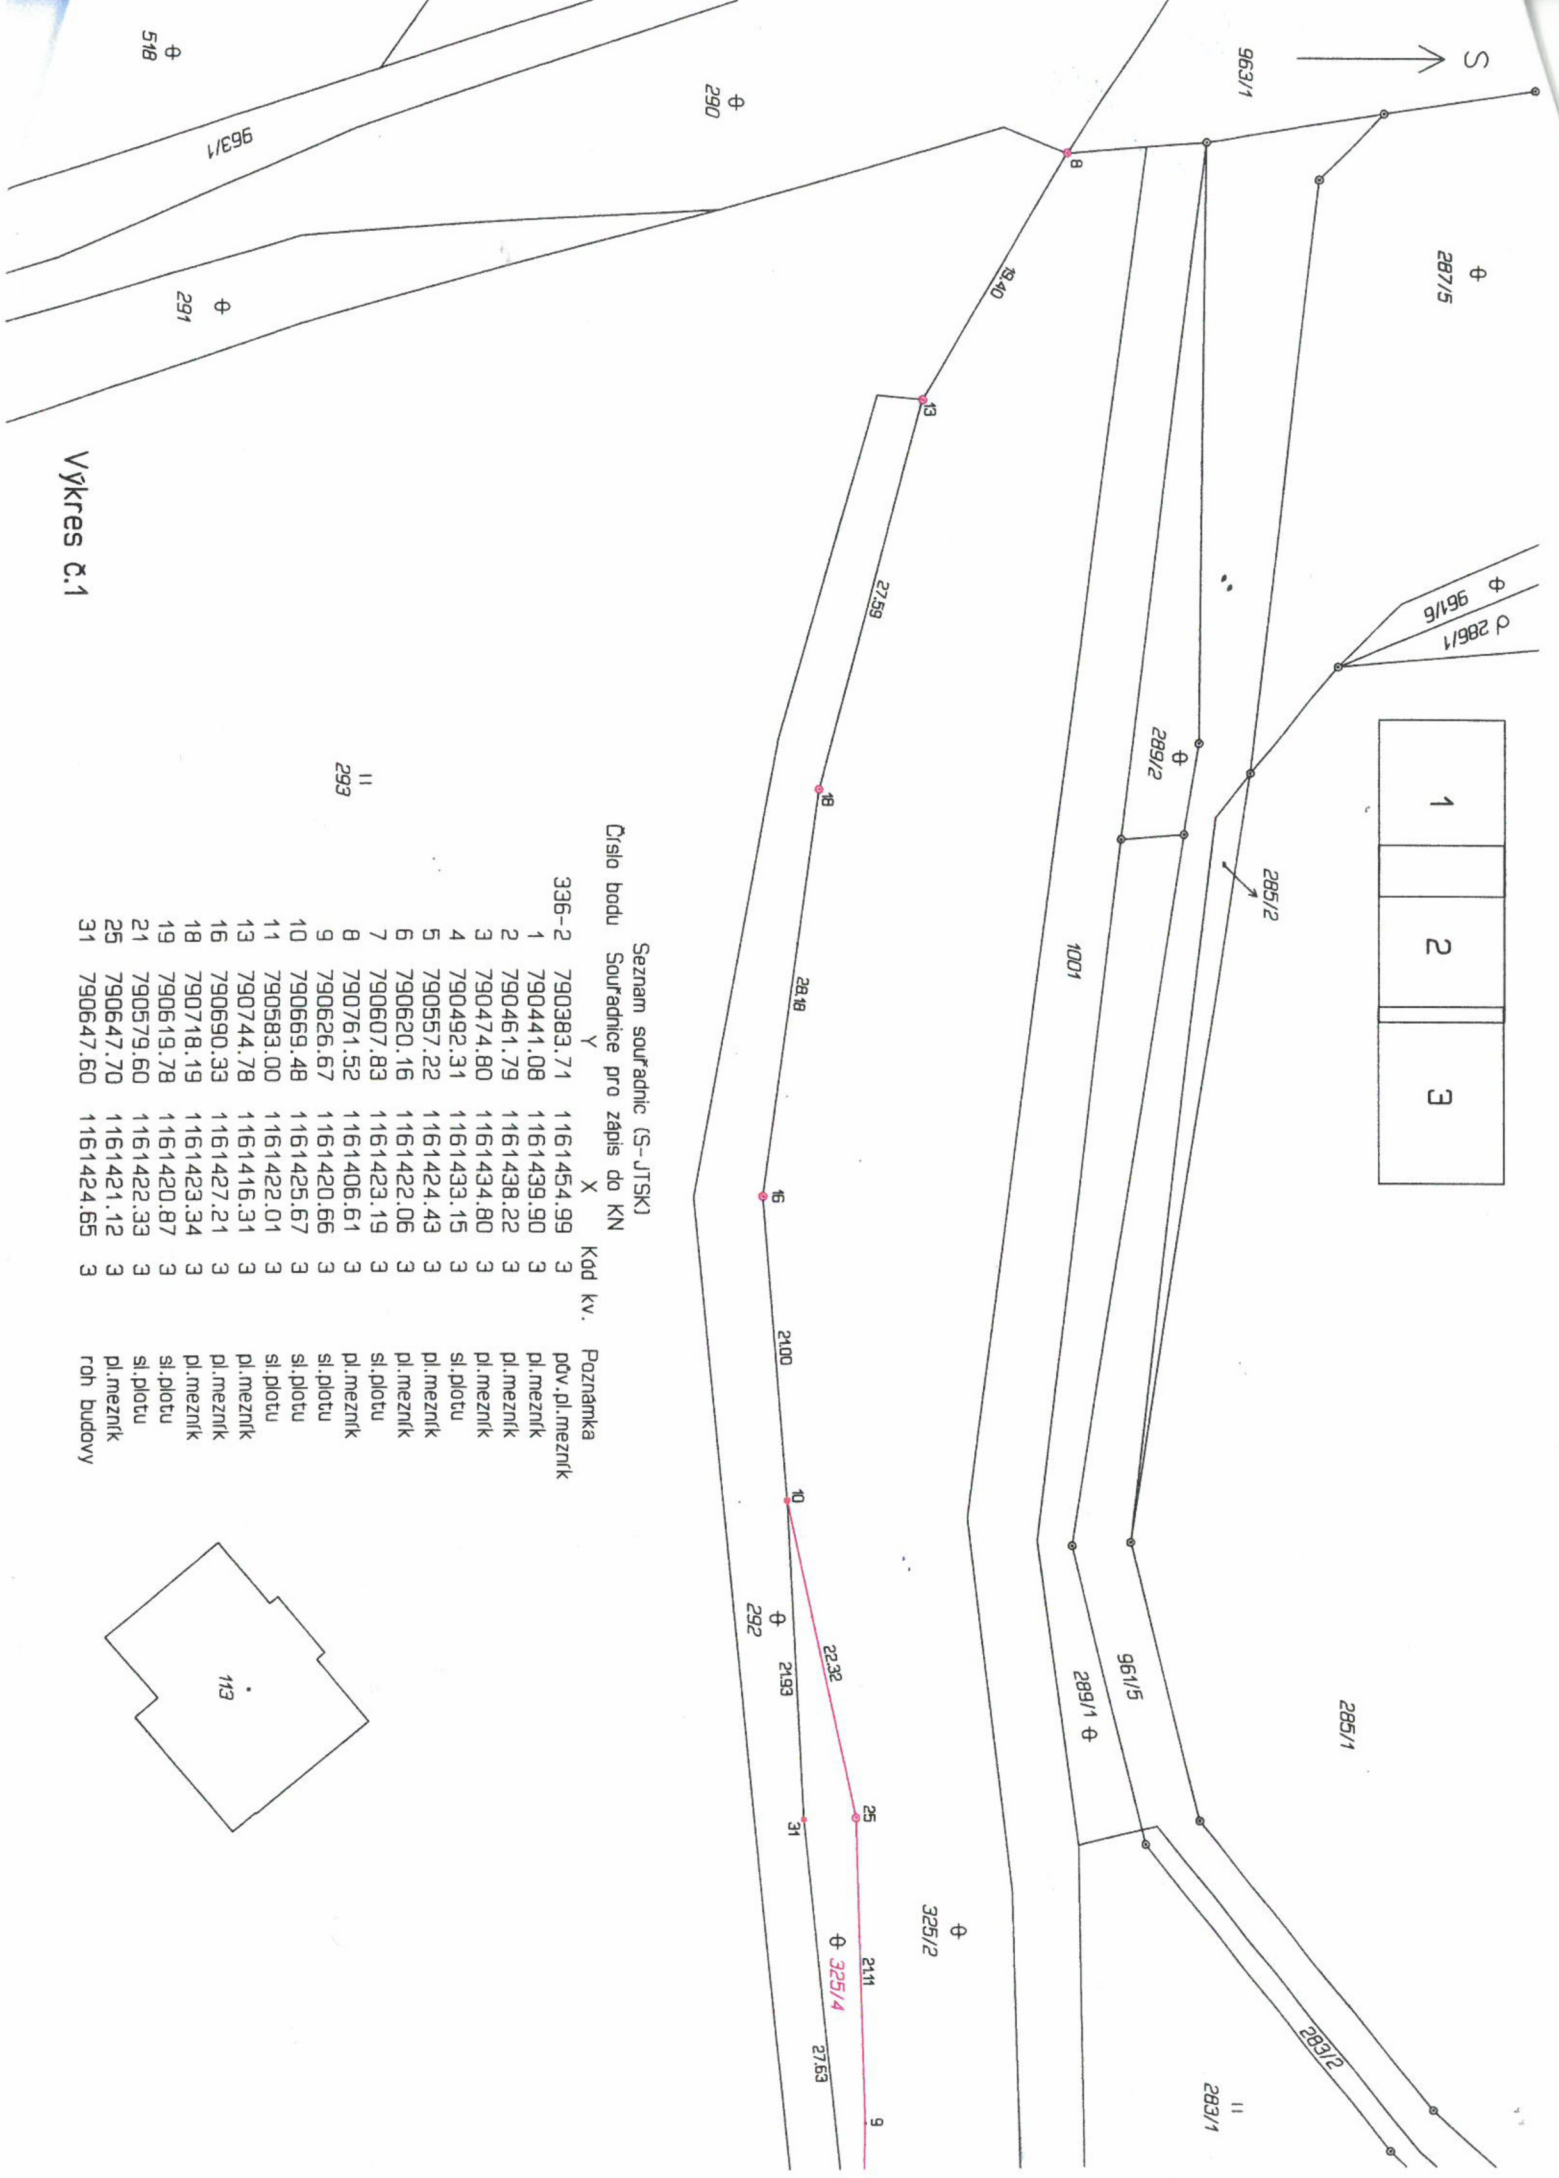 S
963/1
287/5
⌽
961/6
286/1
1
2
3
285/2
285/1
518
963/1
290
291
8
19.40
13
27.59
18
28.18
16
21.00
10
22.32
21.93
25
31
21.11
27.63
9
289/2
1001
961/5
289/1
283/2
283/1
292
325/2
325/4
293
113
Seznam souřadnic (S-JTSK)
Číslo bodu Souřadnice pro zápis do KN
Y X Kód kv. Poznámka
336-2 790383.71 1161454.99 3 pův.pl.mezník
1 790441.08 1161439.90 3 pl.mezník
2 790461.79 1161438.22 3 pl.mezník
3 790474.80 1161434.80 3 pl.mezník
4 790492.31 1161433.15 3 sl.plotu
5 790557.22 1161424.43 3 pl.mezník
6 790620.16 1161422.06 3 pl.mezník
7 790607.83 1161423.19 3 sl.plotu
8 790761.52 1161406.61 3 pl.mezník
9 790626.67 1161420.66 3 sl.plotu
10 790669.48 1161425.67 3 sl.plotu
11 790583.00 1161422.01 3 sl.plotu
13 790744.78 1161416.31 3 pl.mezník
16 790690.33 1161427.21 3 pl.mezník
18 790718.19 1161423.34 3 pl.mezník
19 790619.78 1161420.87 3 sl.plotu
21 790579.60 1161422.33 3 sl.plotu
25 790647.70 1161421.12 3 pl.mezník
31 790647.60 1161424.65 3 roh budovy
Výkres č.1